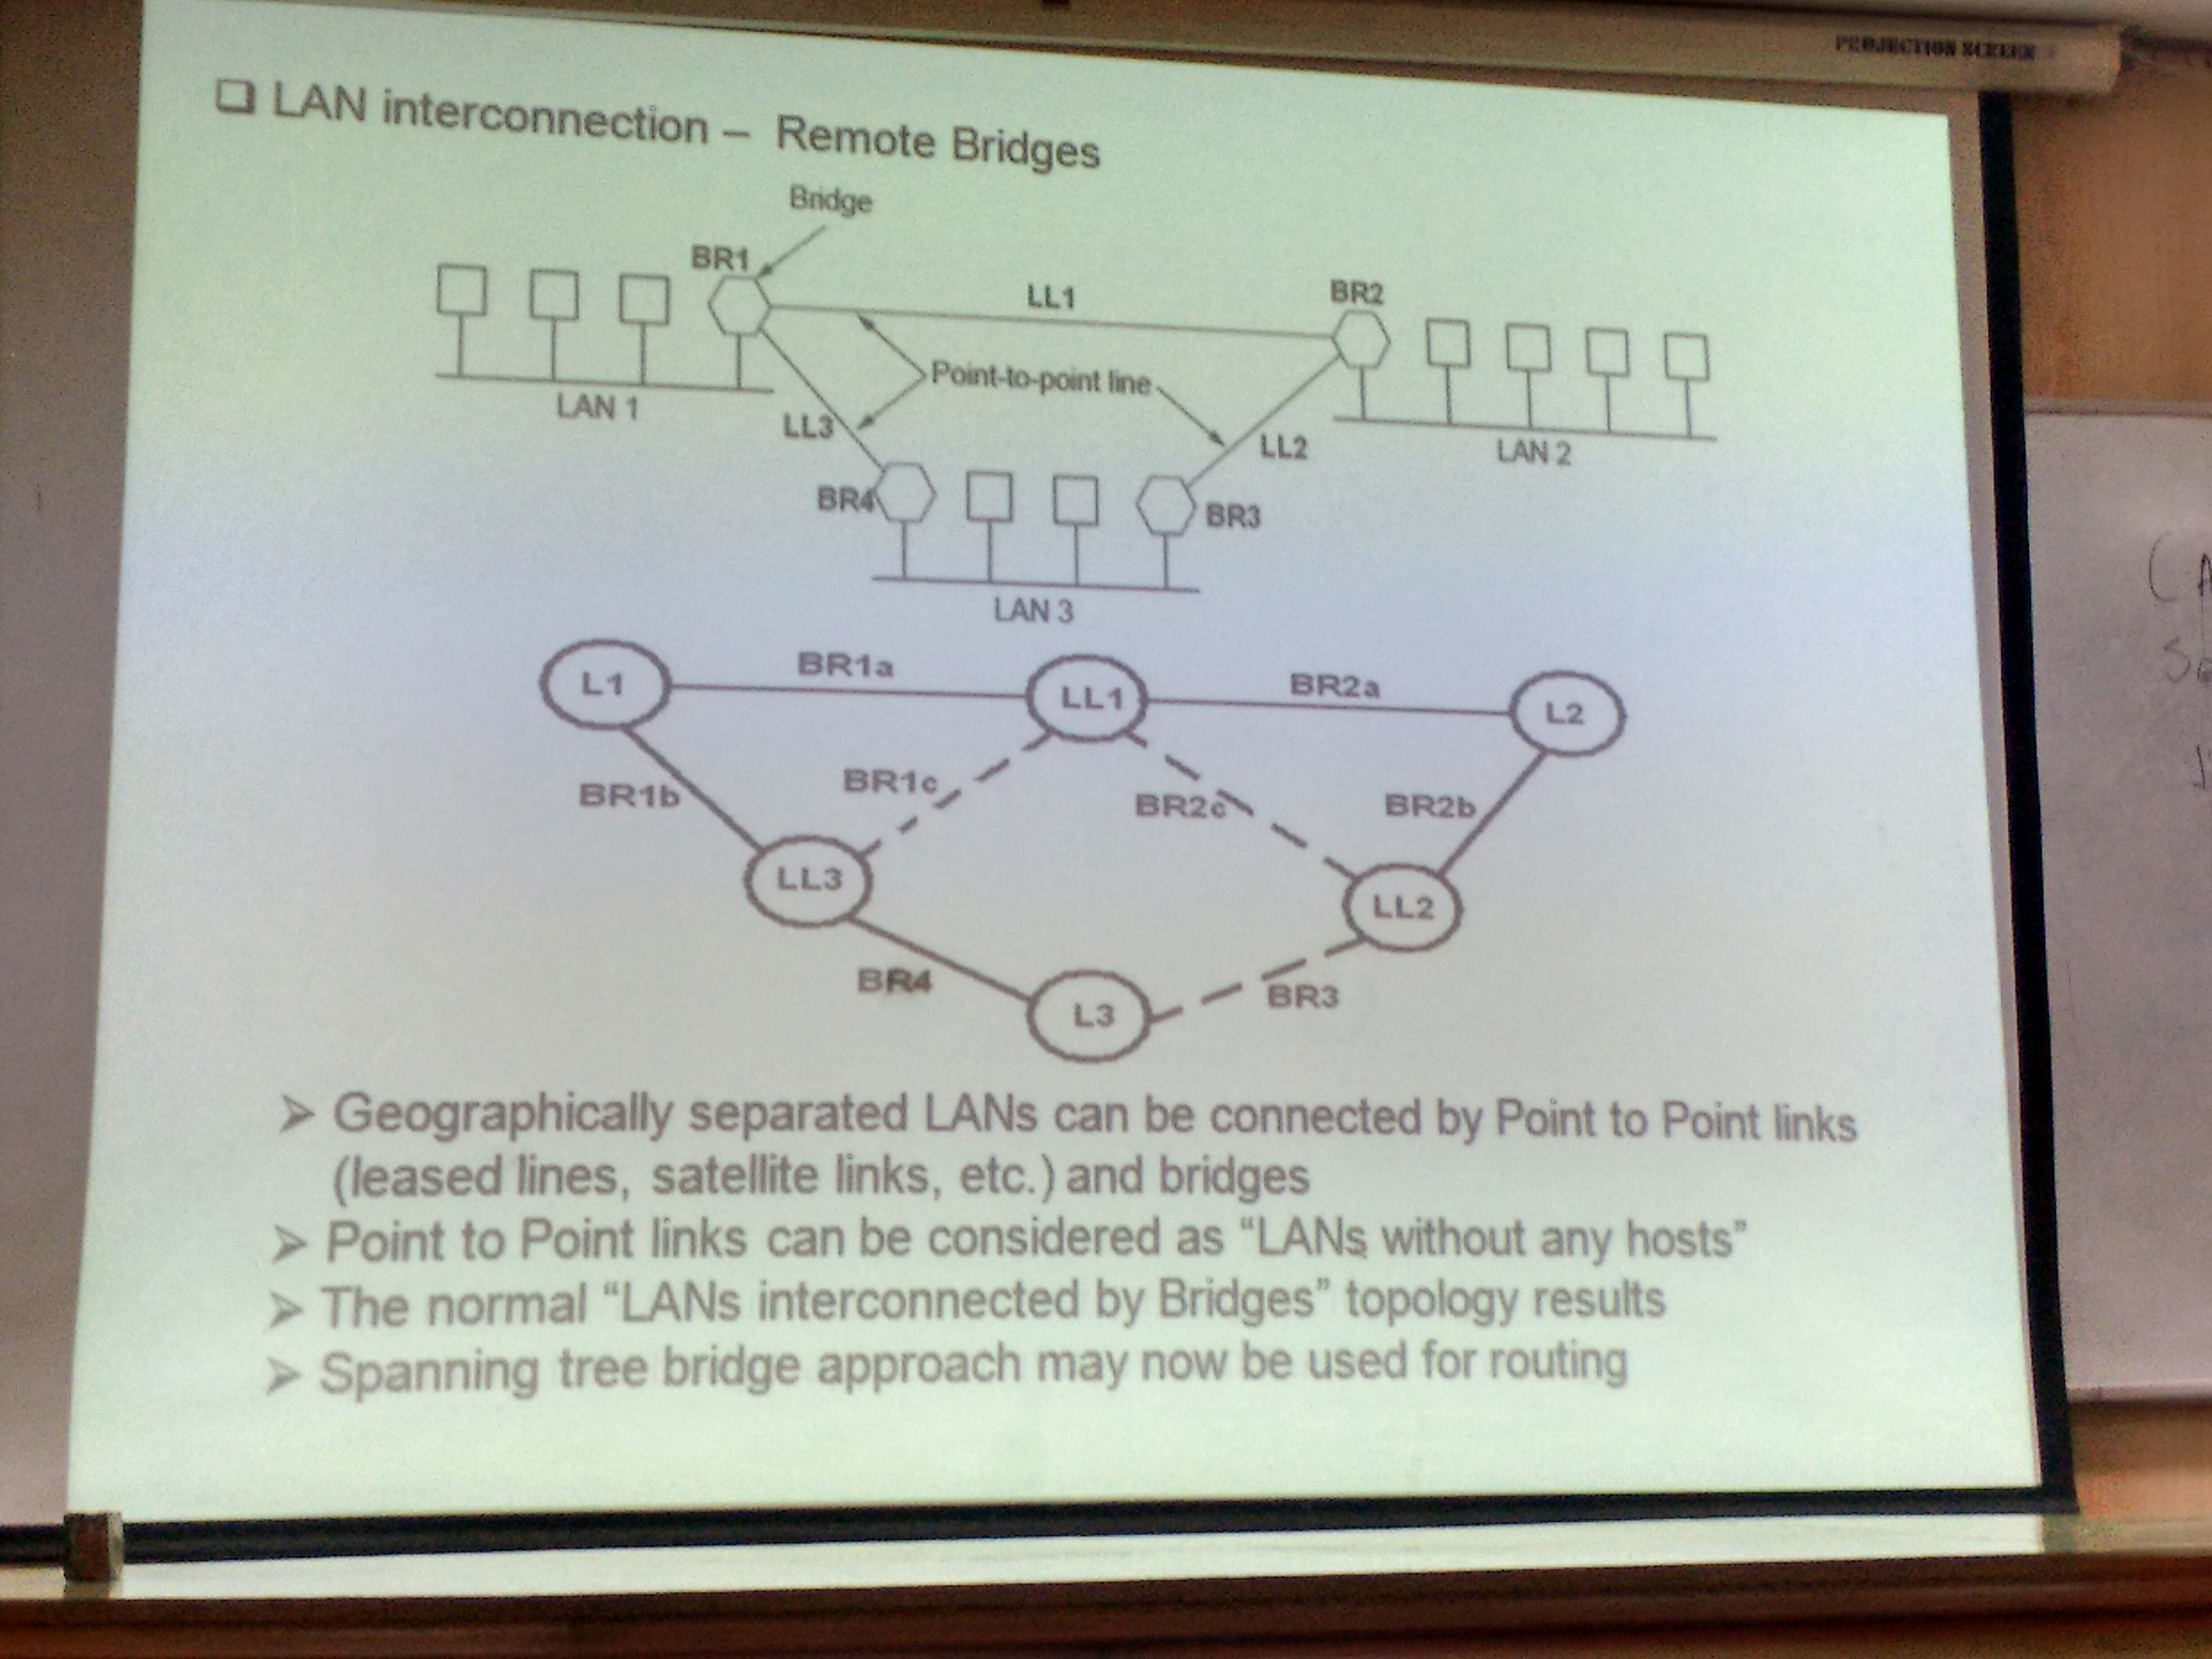 PROJECTION SCREEN
LAN interconnection – Remote Bridges
Bridge
BR1
LL1
BR2
Point-to-point line
LAN 1
LL3
LL2
LAN 2
BR4
BR3
LAN 3
L1
BR1a
LL1
BR2a
L2
BR1b
BR1c
BR2c
BR2b
LL3
LL2
BR4
BR3
L3
➢ Geographically separated LANs can be connected by Point to Point links
(leased lines, satellite links, etc.) and bridges
➢ Point to Point links can be considered as “LANs without any hosts”
➢ The normal “LANs interconnected by Bridges” topology results
➢ Spanning tree bridge approach may now be used for routing